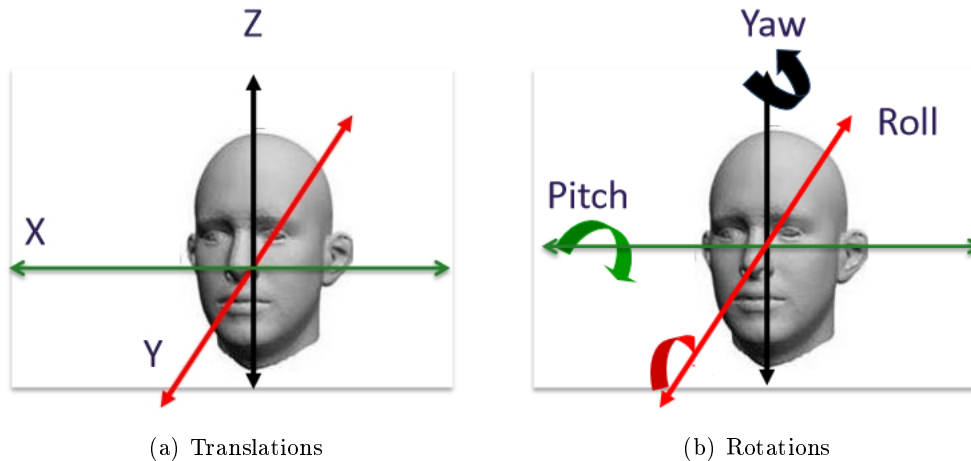 Z
X
Y
(a) Translations
Yaw
Roll
Pitch
(b) Rotations